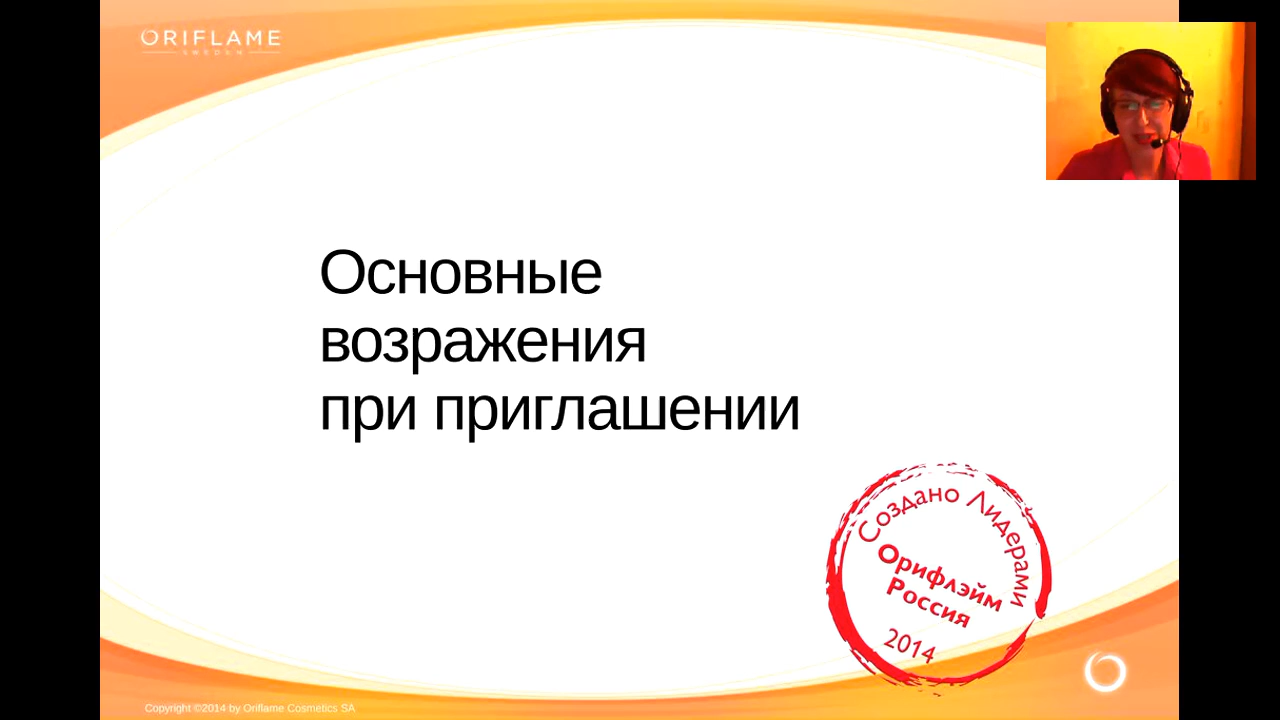 ORIFLAME
SWEDEN
Основные
возражения
при приглашении
Создано Лидерами
Орифлэйм
Россия
2014
Copyright ©2014 by Oriflame Cosmetics SA